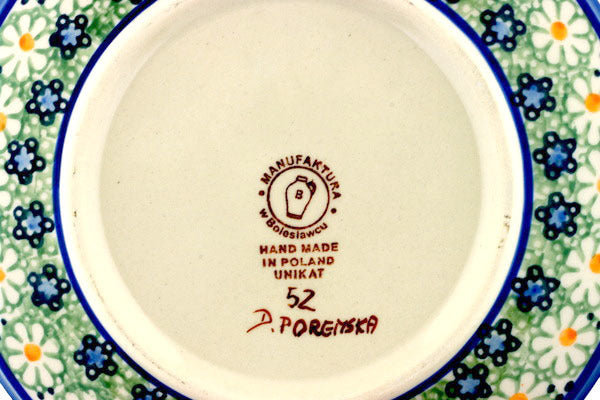 MANUFAKTURA
B
w Bolesławcu
HAND MADE
IN POLAND
UNIKAT
52
D. POREMSKA